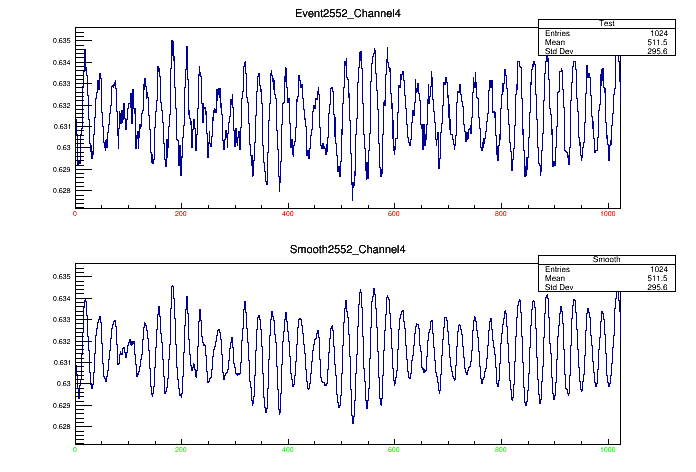 Event2552_Channel4
Test
Entries 1024
Mean 511.5
Std Dev 295.6
0.635
0.634
0.633
0.632
0.631
0.63
0.629
0.628
0 200 400 600 800 1000
Smooth2552_Channel4
Smooth
Entries 1024
Mean 511.5
Std Dev 295.6
0.635
0.634
0.633
0.632
0.631
0.63
0.629
0.628
0 200 400 600 800 1000